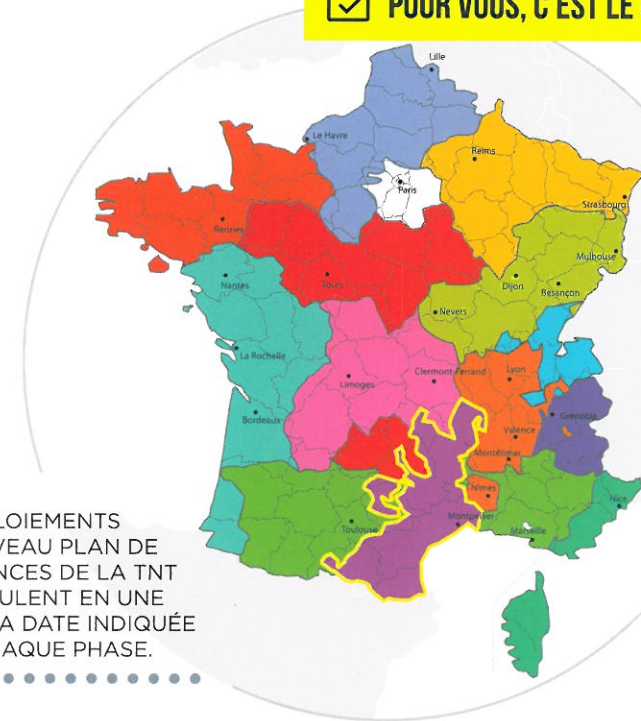 POUR VOUS, C'EST LE
Lille
Le Havre
Reims
Paris
Strasbourg
Rennes
Mulhouse
Nantes
Tours
Dijon
Besançon
Nevers
La Rochelle
Clermont-Ferrand
Lyon
Limoges
Bordeaux
Grenoble
Valence
Montélimar
Nîmes
Nice
Toulouse
Montpellier
Marseille
LOIEMENTS
VEAU PLAN DE
NCES DE LA TNT
ULENT EN UNE
A DATE INDIQUÉE
AQUE PHASE.